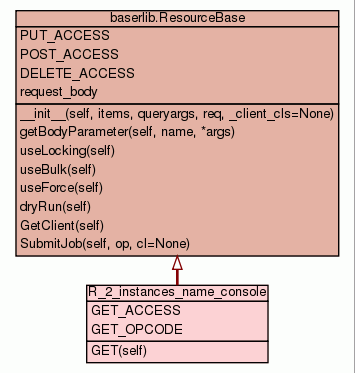 baserlib.ResourceBase
PUT_ACCESS
POST_ACCESS
DELETE_ACCESS
request_body
__init__(self, items, queryargs, req, _client_cls=None)
getBodyParameter(self, name, *args)
useLocking(self)
useBulk(self)
useForce(self)
dryRun(self)
GetClient(self)
SubmitJob(self, op, cl=None)
R_2_instances_name_console
GET_ACCESS
GET_OPCODE
GET(self)